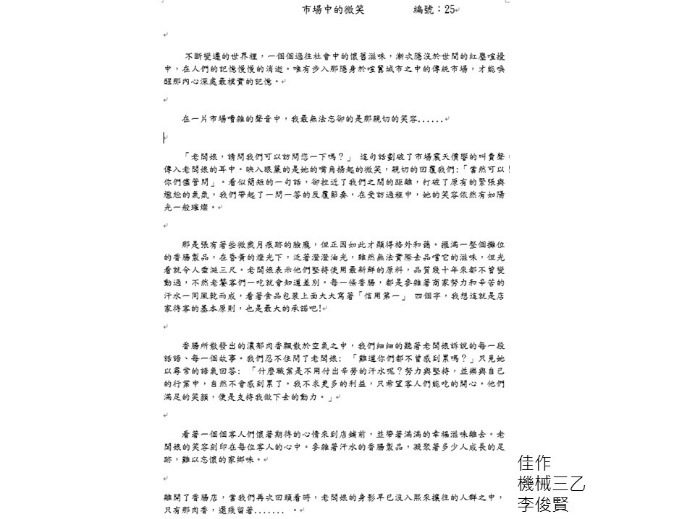 市場中的微笑 編號：25
不斷變遷的世界裡，一個個過往社會中的懷舊滋味，漸次隱沒於世間的紅塵喧擾
中，在人們的記憶慢慢的消逝。唯有步入那隱身於喧囂城市之中的傳統市場，才能喚
醒那內心深處最樸實的記憶。
在一片市場嘈雜的聲音中，我最無法忘卻的是那親切的笑容......
「老闆娘，請問我們可以訪問您一下嗎？」 這句話劃破了市場震天價響的叫賣聲，
傳入老闆娘的耳中。映入眼簾的是她的嘴角揚起的微笑，親切的回覆我們：「當然可以！
你們儘管問」。看似簡短的一句話，卻拉近了我們之間的距離，打破了原有的緊張與
尷尬的氣氛，我們帶起了一問一答的反覆節奏，在受訪過程中，她的笑容依然有如陽
光一般璀燦。
那是張有著些微歲月痕跡的臉龐，但正因如此才顯得格外和藹。擺滿一整個攤位
的香腸製品，在昏黃的燈光下，泛著澄澄油光，雖然無法實際去品嚐它的滋味，但光
看就令人垂涎三尺。老闆娘表示他們堅持使用最新鮮的原料，品質幾十年來都不曾變
動過，不然老饕客們一吃就會知道差別。每一條香腸，都是參雜著商家努力和辛苦的
汗水一同風乾而成，看著食品包裝上面大大寫著「信用第一」 四個字，我想這就是店
家待客的基本原則，也是最大的承諾吧!
香腸所散發出的濃郁肉香飄散於空氣之中，我們細細的聽著老闆娘訴說的每一段
話語、每一個故事。我們忍不住問了老闆娘：「難道你們都不曾感到累嗎？」只見她
以尋常的語氣回答：「什麼職業是不用付出辛勞的汗水呢？努力與堅持，並樂與自己
的行業中，自然不會感到累了。我不求更多的利益，只希望客人們能吃的開心。他們
滿足的笑顏，便是支持我做下去的動力。」
看著一個個客人們懷著期待的心情來到店舖前，並帶著滿滿的幸福滋味離去。老
闆娘的笑容刻印在每位客人的心中。參雜著汗水的香腸製品，凝聚著多少人成長的足
跡，難以忘懷的家鄉味。
離開了香腸店，當我們再次回頭看時，老闆娘的身影早已沒入熙來攘往的人群之中，
只有那肉香，還殘留著....... 。
佳作
機械三乙
李俊賢